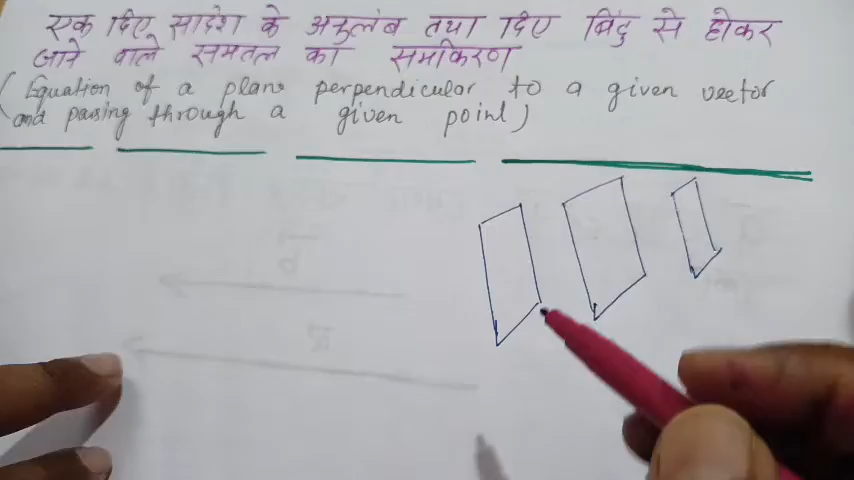 एक दिए सादिश के अनुलंब तथा दिए बिंदु से होकर
जाने वाले समतल का समीकरण
(Equation of a plane perpendicular to a given vector
and passing through a given point)